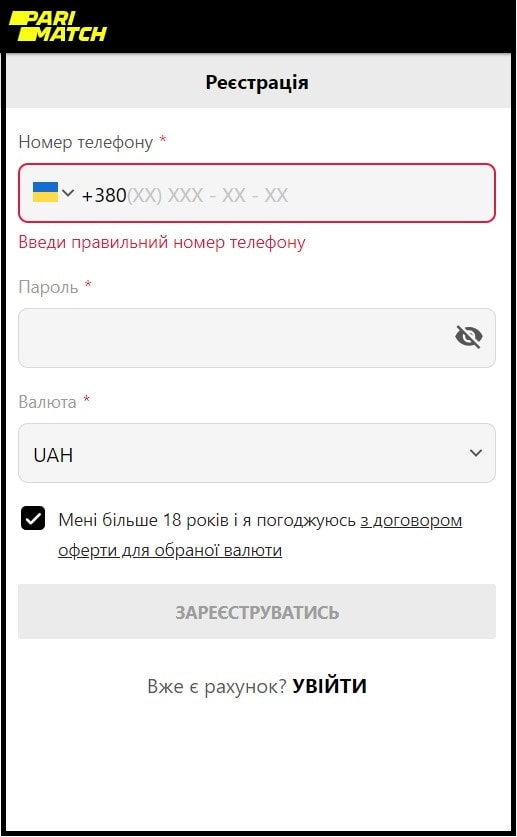 PARI
MATCH
Реєстрація
Номер телефону *
+380(XX) XXX - XX - XX
Введи правильний номер телефону
Пароль *
Валюта *
UAH
Мені більше 18 років і я погоджуюсь з договором
оферти для обраної валюти
ЗАРЕЄСТРУВАТИСЬ
Вже є рахунок? УВІЙТИ